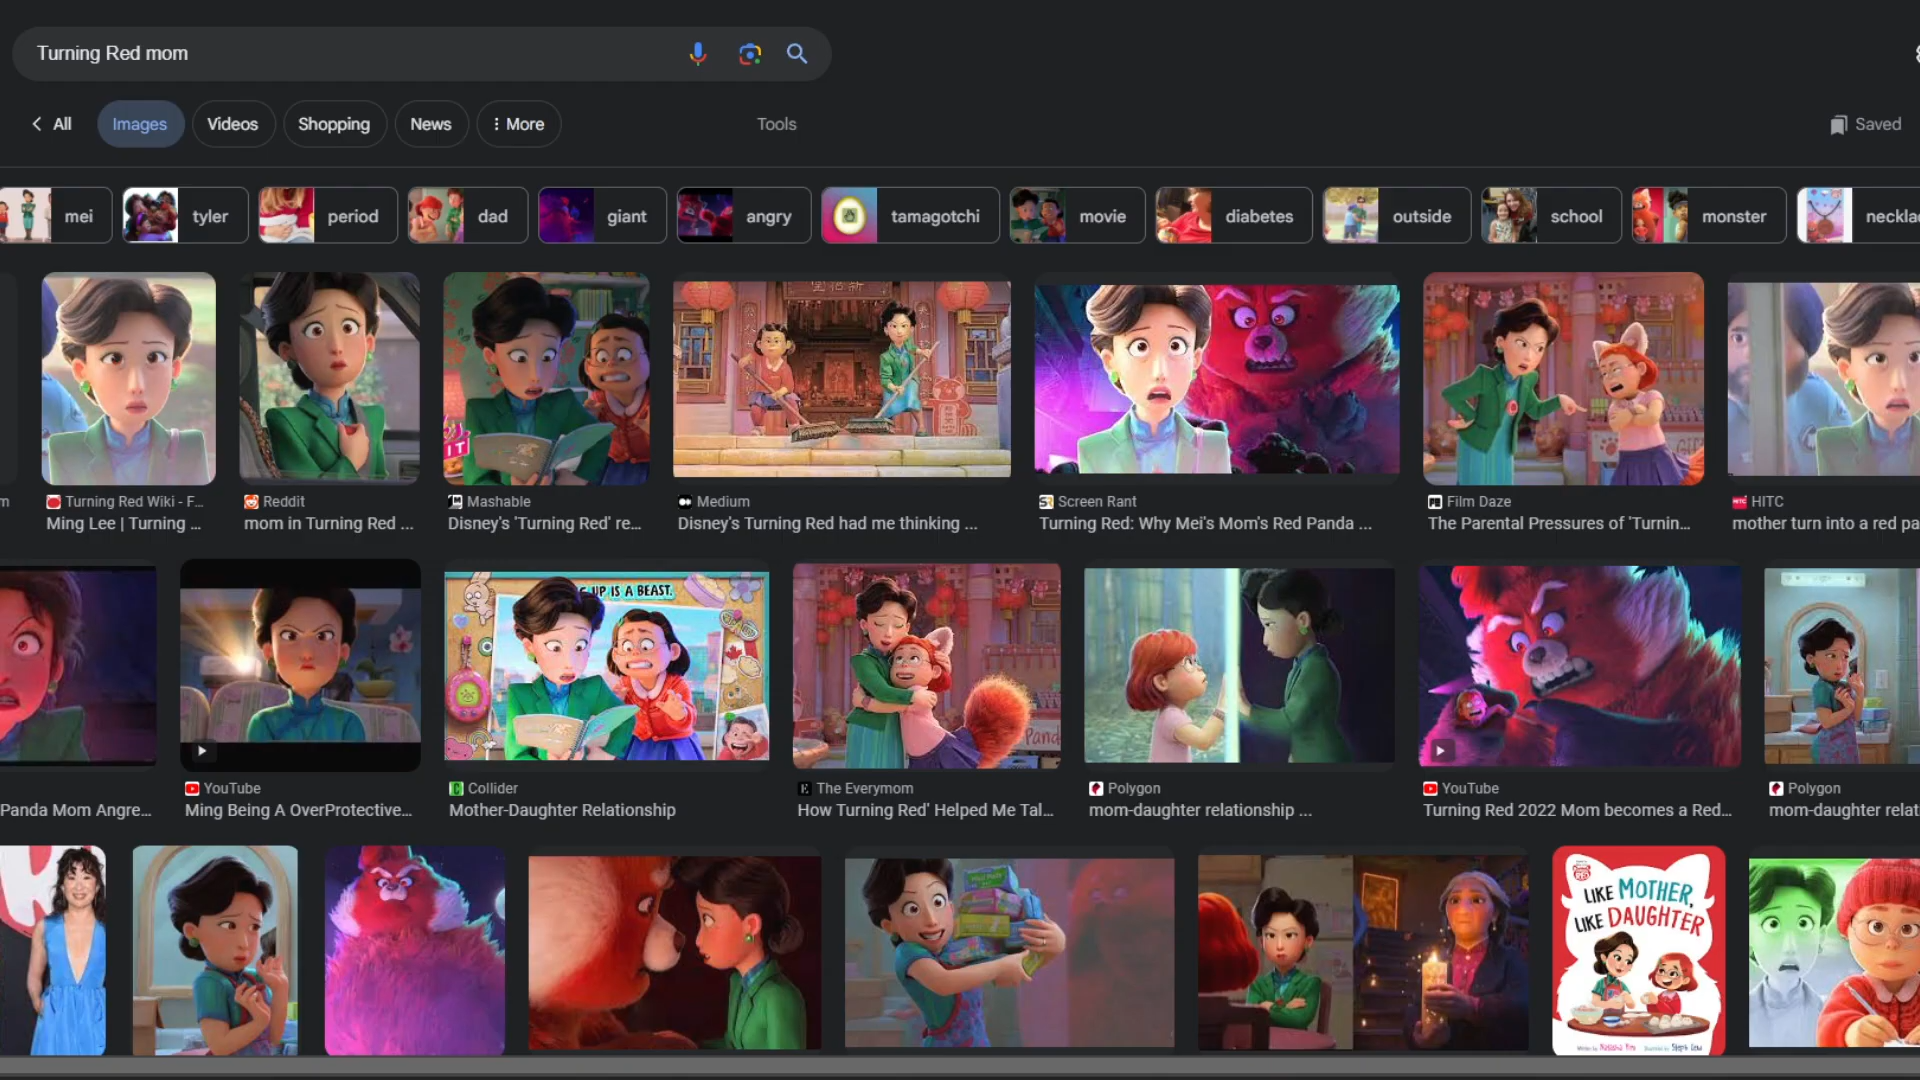 Turning Red mom
All
Images
Videos
Shopping
News
More
Tools
Saved
mei
tyler
period
dad
giant
angry
tamagotchi
movie
diabetes
outside
school
monster
necklac
Turning Red Wiki - F...
Ming Lee | Turning ...
Reddit
mom in Turning Red ...
Mashable
Disney's 'Turning Red' re...
Medium
Disney's Turning Red had me thinking ...
Screen Rant
Turning Red: Why Mei's Mom's Red Panda ...
Film Daze
The Parental Pressures of 'Turnin...
HITC
mother turn into a red pa
UP IS A BEAST.
Panda
Panda Mom Angre...
YouTube
Ming Being A OverProtective...
Collider
Mother-Daughter Relationship
The Everymom
How Turning Red' Helped Me Tal...
Polygon
mom-daughter relationship ...
YouTube
Turning Red 2022 Mom becomes a Red...
Polygon
mom-daughter relat
LIKE MOTHER,
LIKE DAUGHTER